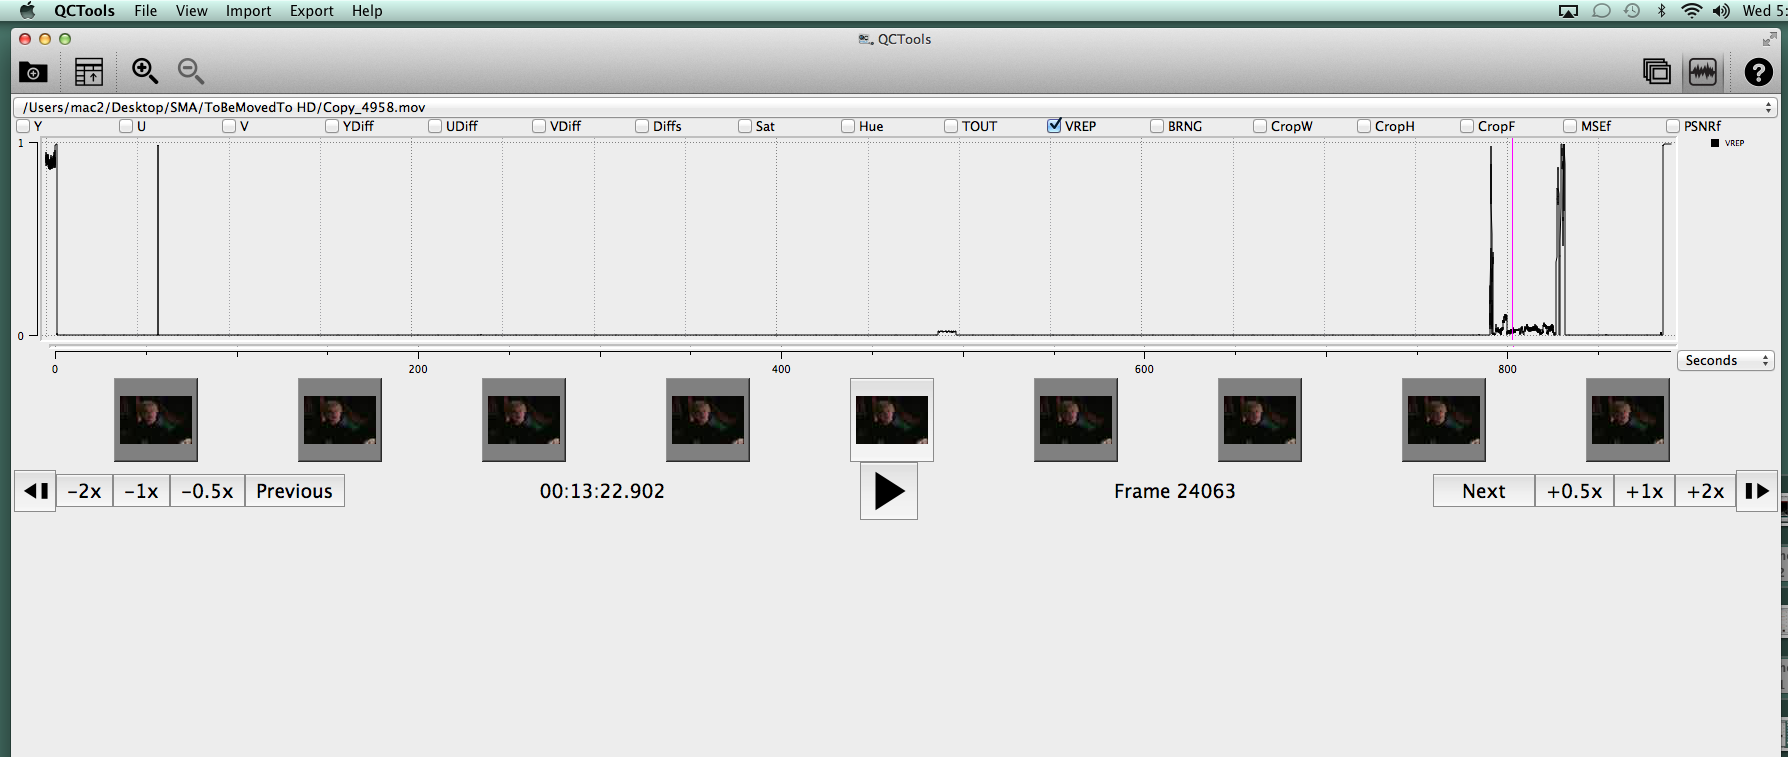 QCTools File View Import Export Help Wed 5:
QCTools
/Users/mac2/Desktop/SMA/ToBeMovedTo HD/Copy_4958.mov
Y U V YDiff UDiff VDiff Diffs Sat Hue TOUT VREP BRNG CropW CropH CropF MSEf PSNRf
1
VREP
0
0 200 400 600 800
Seconds
-2x -1x -0.5x Previous 00:13:22.902 Frame 24063 Next +0.5x +1x +2x